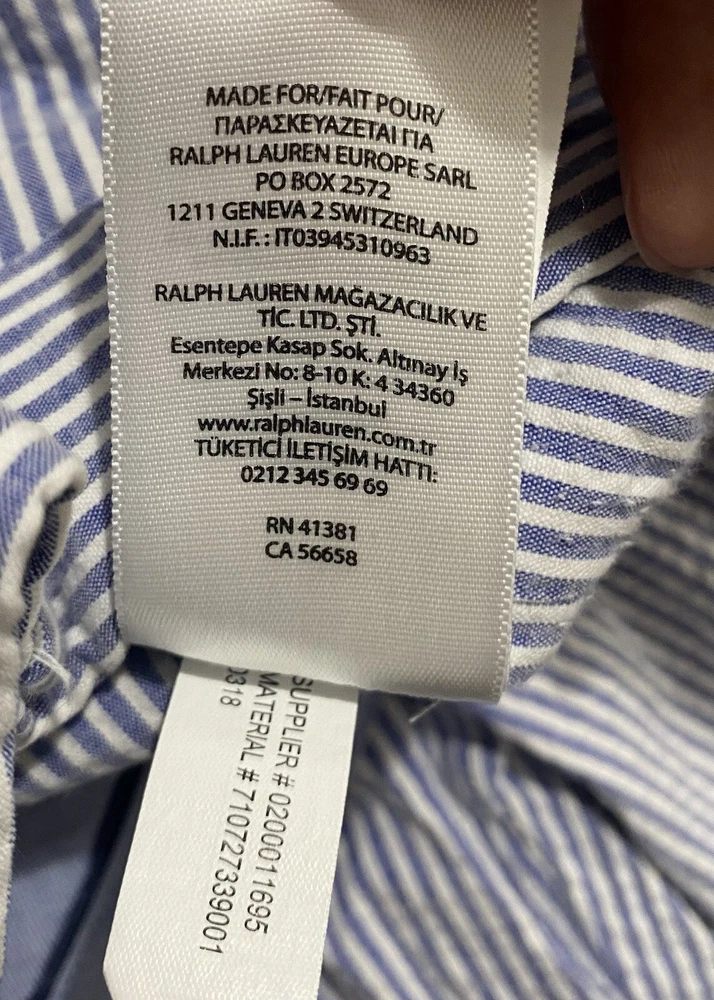 MADE FOR/FAIT POUR/
ΠΑΡΑΣΚΕΥΑΖΕΤΑΙ ΓΙΑ
RALPH LAUREN EUROPE SARL
PO BOX 2572
1211 GENEVA 2 SWITZERLAND
N.I.F. : IT03945310963
RALPH LAUREN MAĞAZACILIK VE
TİC. LTD. ŞTİ.
Esentepe Kasap Sok. Altınay İş
Merkezi No: 8-10 K: 4 34360
Şişli – İstanbul
www.ralphlauren.com.tr
TÜKETİCİ İLETİŞİM HATTI:
0212 345 69 69
RN 41381
CA 56658
SUPPLIER # 0200011695
MATERIAL # 710727339001
0318